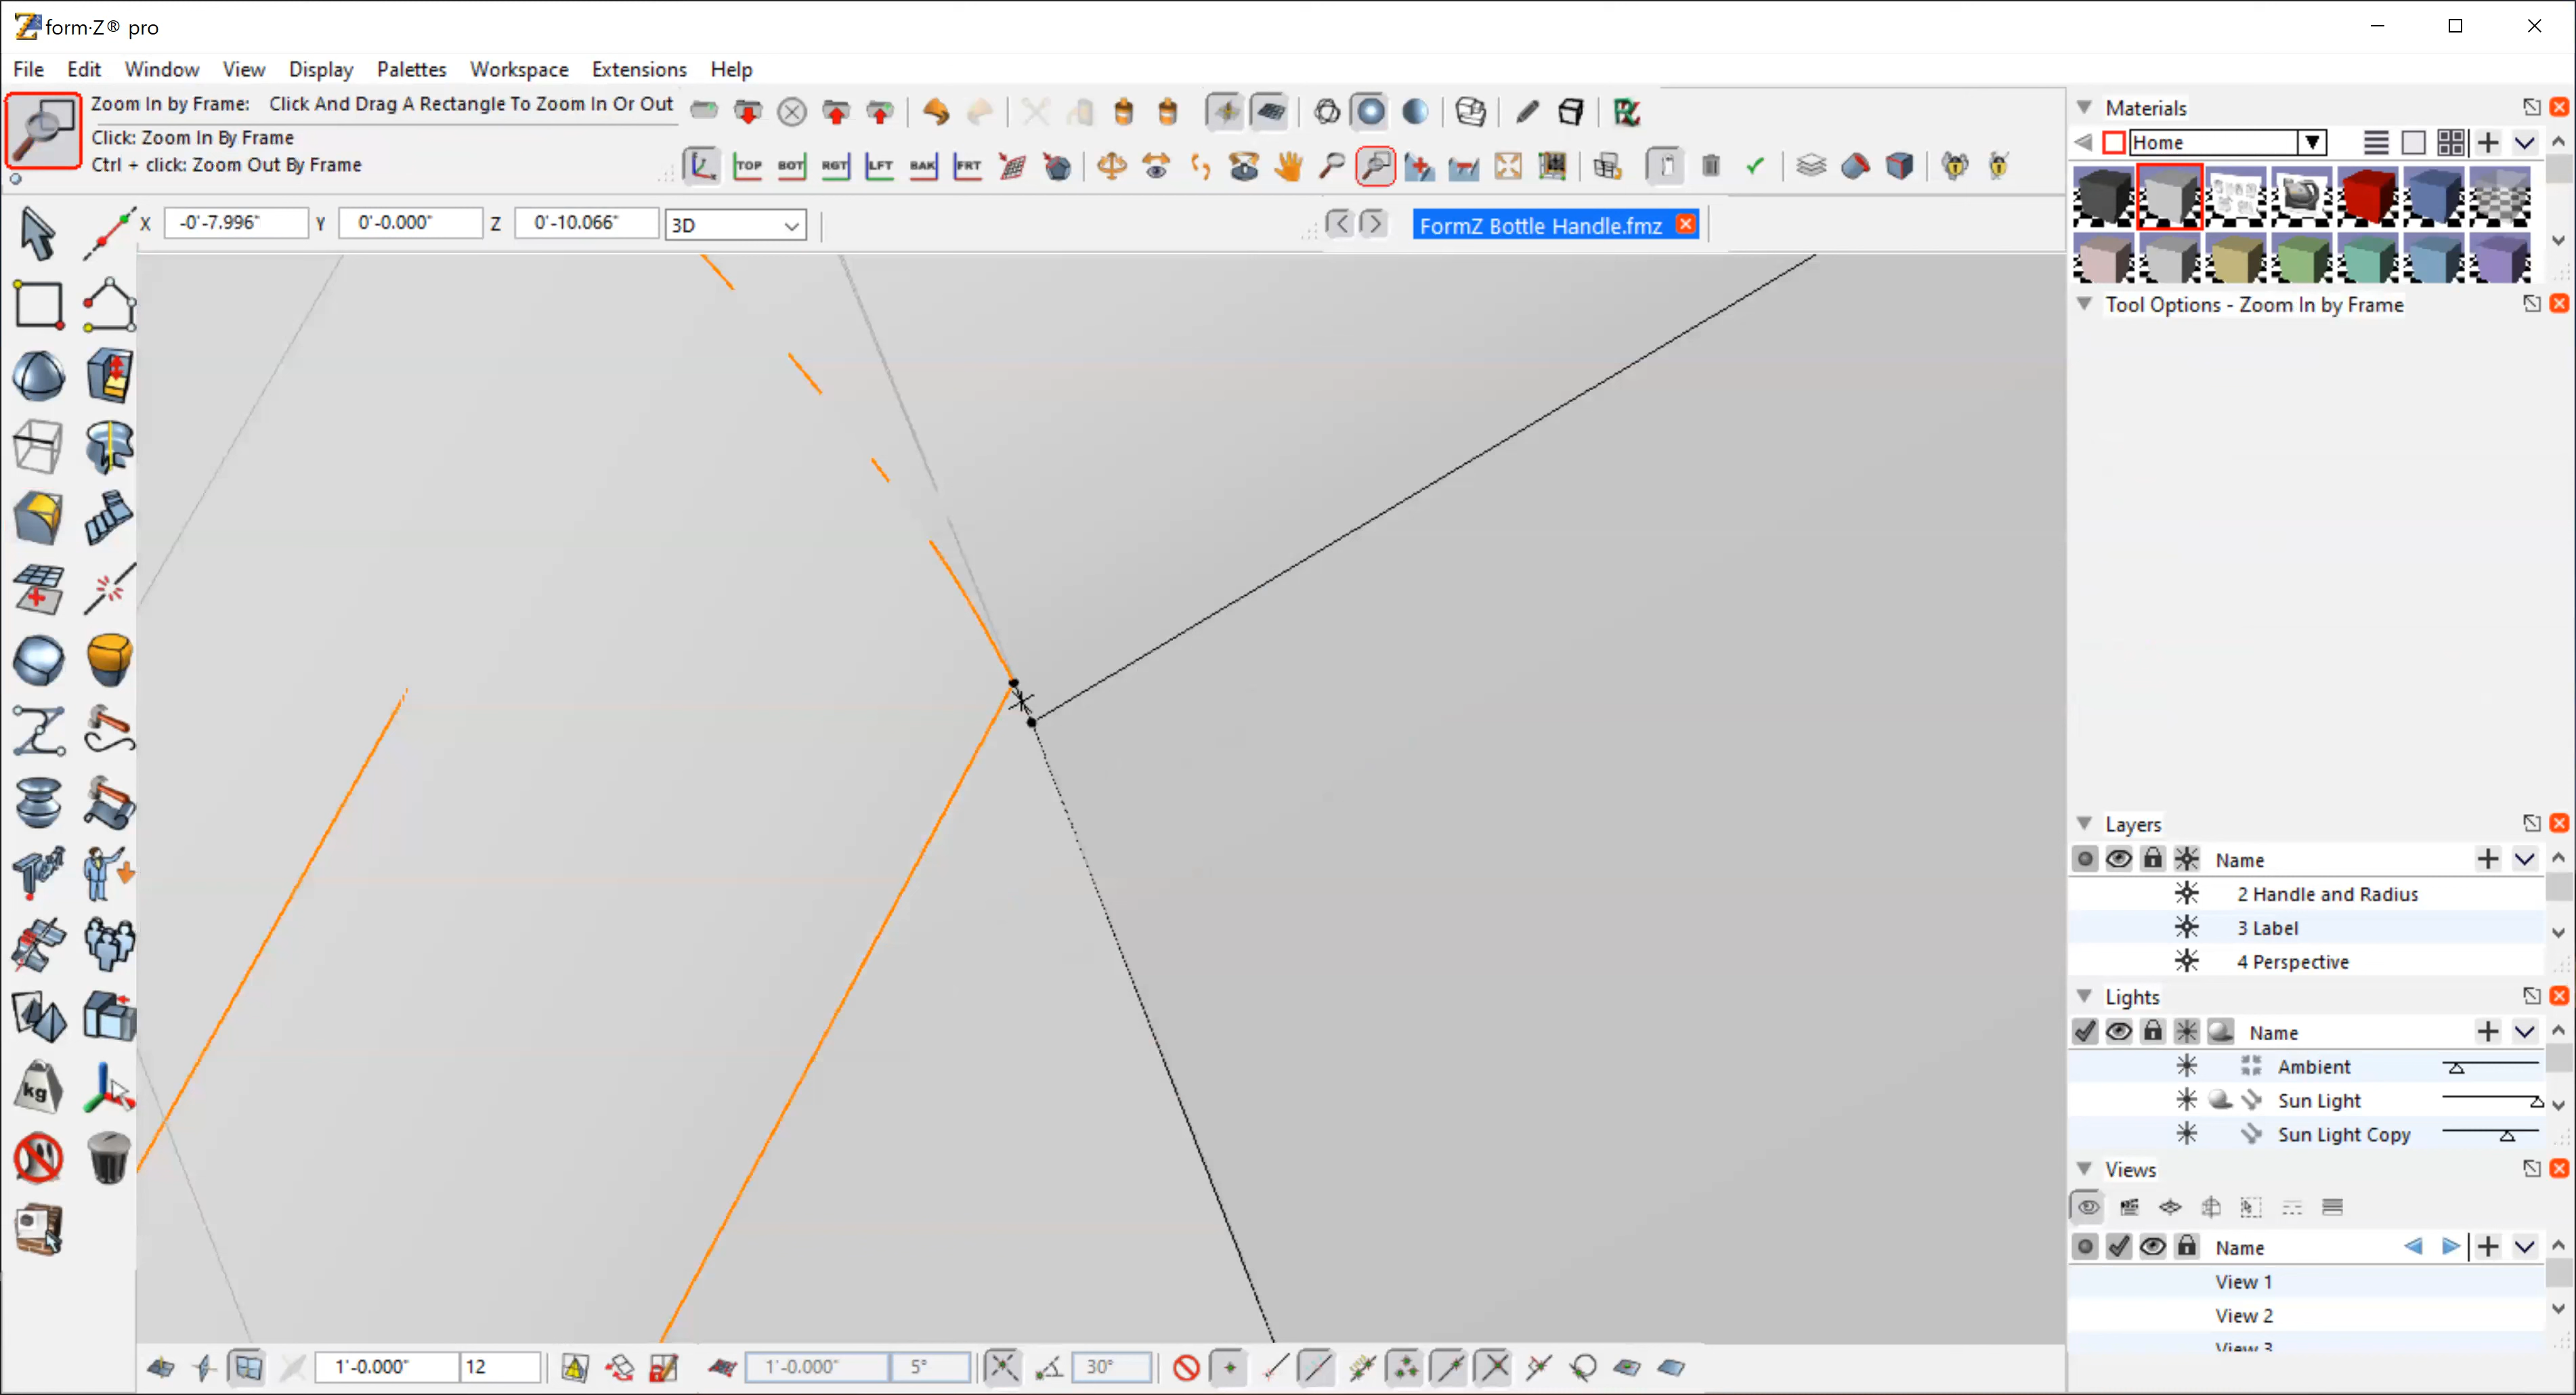 form·Z® pro
File Edit Window View Display Palettes Workspace Extensions Help
Zoom In by Frame: Click And Drag A Rectangle To Zoom In Or Out
Click: Zoom In By Frame
Ctrl + click: Zoom Out By Frame
TOP BOT RGT LFT BAK FRT
X -0'-7.996" Y 0'-0.000" Z 0'-10.066" 3D
FormZ Bottle Handle.fmz
Materials
Home
Tool Options - Zoom In by Frame
Layers
Name
2 Handle and Radius
3 Label
4 Perspective
Lights
Name
Ambient
Sun Light
Sun Light Copy
Views
Name
View 1
View 2
View 3
Text
kg
1'-0.000" 12 1'-0.000" 5° 30°